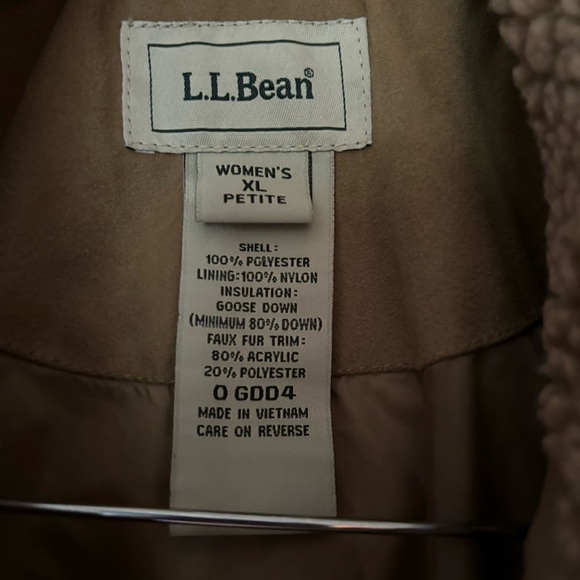 L.L.Bean®
WOMEN'S
XL
PETITE
SHELL:
100% POLYESTER
LINING:100% NYLON
INSULATION:
GOOSE DOWN
(MINIMUM 80% DOWN)
FAUX FUR TRIM:
80% ACRYLIC
20% POLYESTER
0 GDD4
MADE IN VIETNAM
CARE ON REVERSE